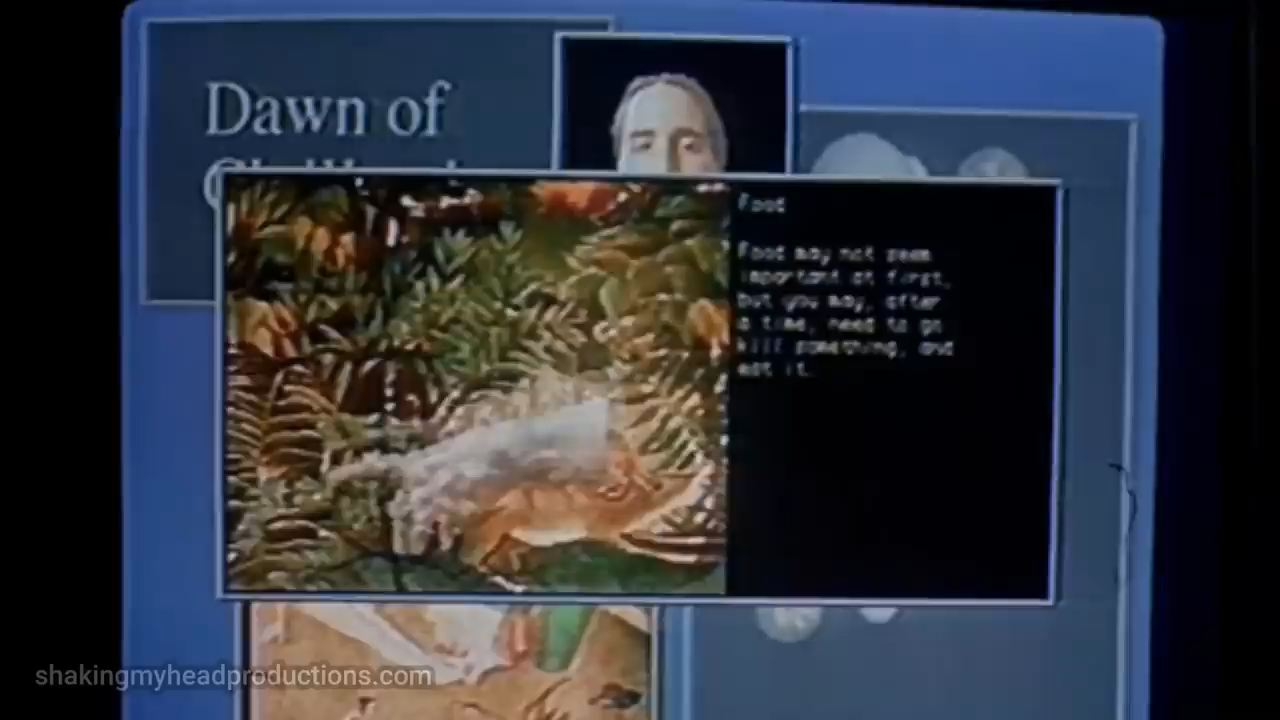 Dawn of
Food
Food may not seem
important at first,
but you may, after
a time, need to go
kill something, and
eat it.
shakingmyheadproductions.com